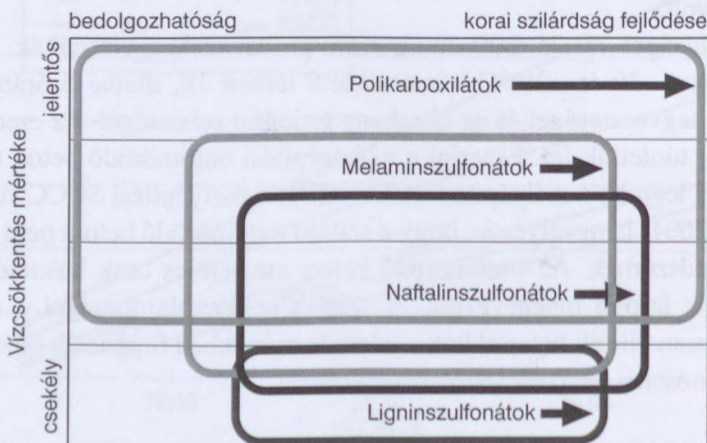 bedolgozhatóság
korai szilárdság fejlődése
Vízcsökkentés mértéke
jelentős
csekély
Polikarboxilátok
Melaminszulfonátok
Naftalinszulfonátok
Ligninszulfonátok